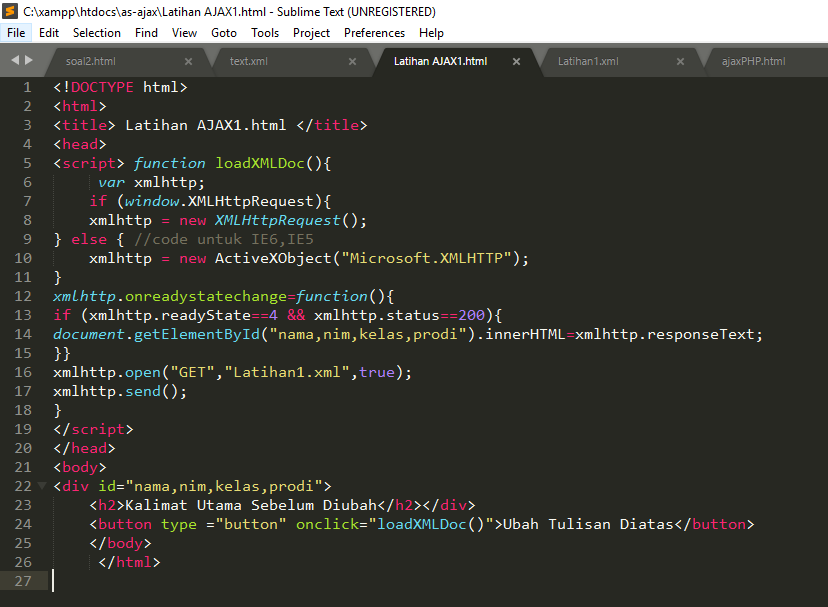 C:\xampp\htdocs\as-ajax\Latihan AJAX1.html - Sublime Text (UNREGISTERED)
File Edit Selection Find View Goto Tools Project Preferences Help
soal2.html × text.xml × Latihan AJAX1.html × Latihan1.xml × ajaxPHP.html
1 <!DOCTYPE html>
2 <html>
3 <title> Latihan AJAX1.html </title>
4 <head>
5 <script> function loadXMLDoc(){
6 var xmlhttp;
7 if (window.XMLHttpRequest){
8 xmlhttp = new XMLHttpRequest();
9 } else { //code untuk IE6,IE5
10 xmlhttp = new ActiveXObject("Microsoft.XMLHTTP");
11 }
12 xmlhttp.onreadystatechange=function(){
13 if (xmlhttp.readyState==4 && xmlhttp.status==200){
14 document.getElementById("nama,nim,kelas,prodi").innerHTML=xmlhttp.responseText;
15 }}
16 xmlhttp.open("GET","Latihan1.xml",true);
17 xmlhttp.send();
18 }
19 </script>
20 </head>
21 <body>
22 <div id="nama,nim,kelas,prodi">
23 <h2>Kalimat Utama Sebelum Diubah</h2></div>
24 <button type ="button" onclick="loadXMLDoc()">Ubah Tulisan Diatas</button>
25 </body>
26 </html>
27